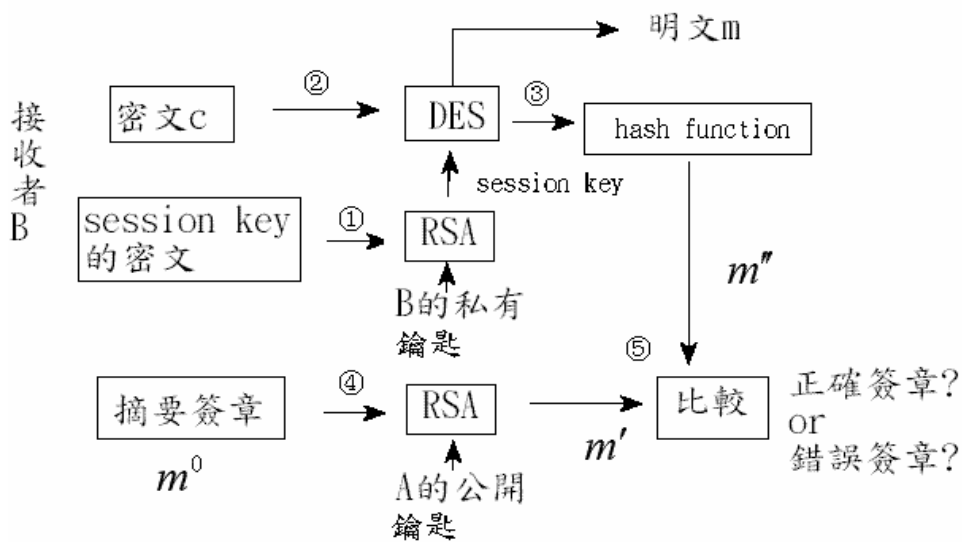 明文m
②
③
密文c
DES
hash function
接
收
者
B
session key
session key
的密文
①
RSA
B的私有
鑰匙
m″
⑤
摘要簽章
④
RSA
比較
正確簽章?
or
錯誤簽章?
m⁰
m′
A的公開
鑰匙